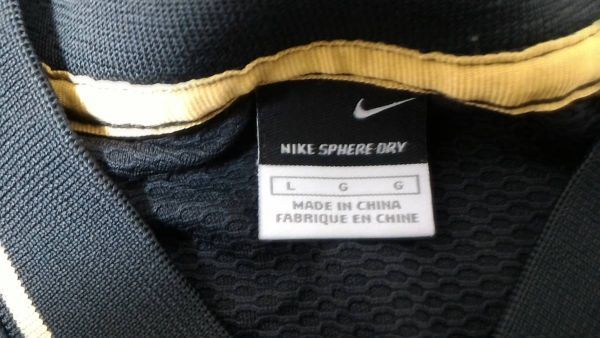 NIKE SPHERE DRY
L G G
MADE IN CHINA
FABRIQUE EN CHINE